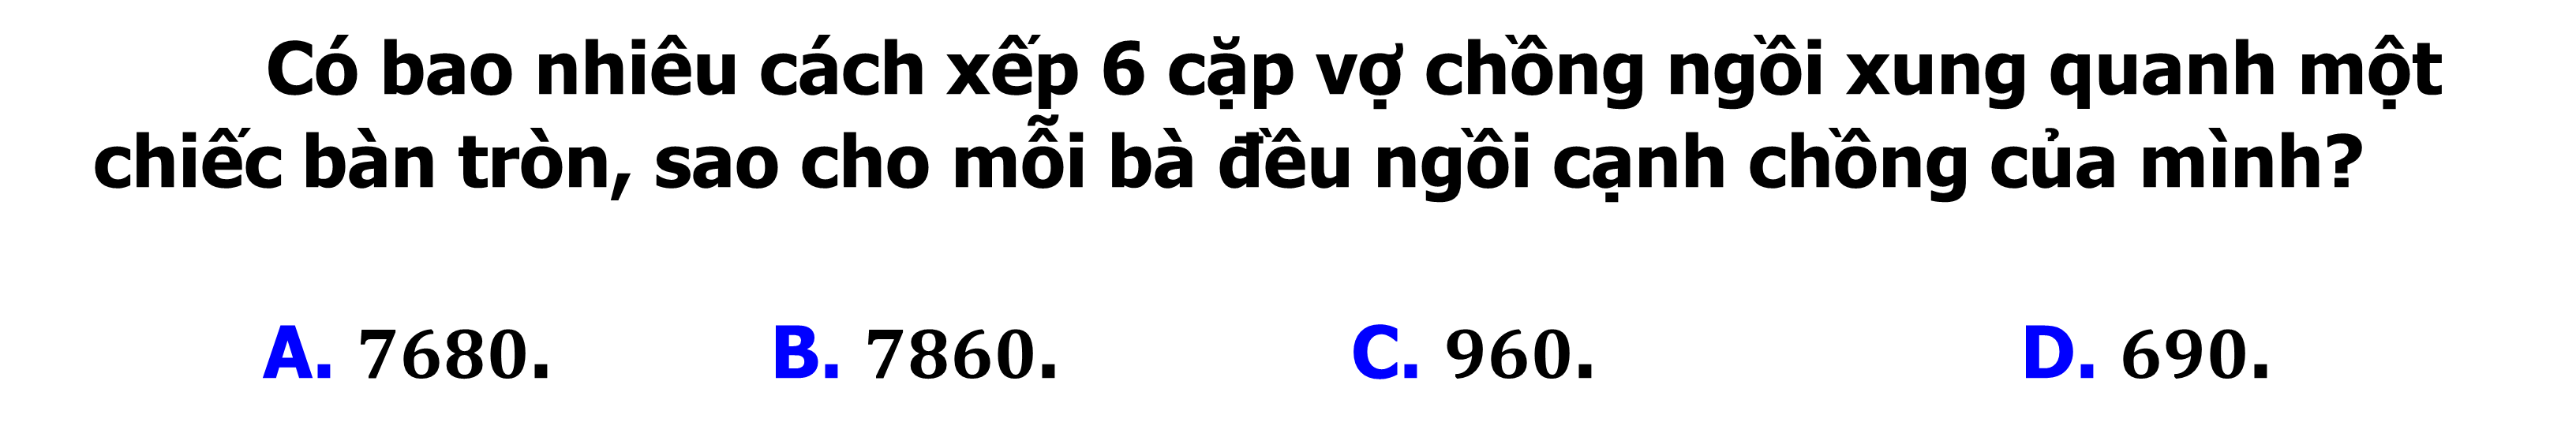 Có bao nhiêu cách xếp 6 cặp vợ chồng ngồi xung quanh một
chiếc bàn tròn, sao cho mỗi bà đều ngồi cạnh chồng của mình?
A. 7680. B. 7860. C. 960. D. 690.